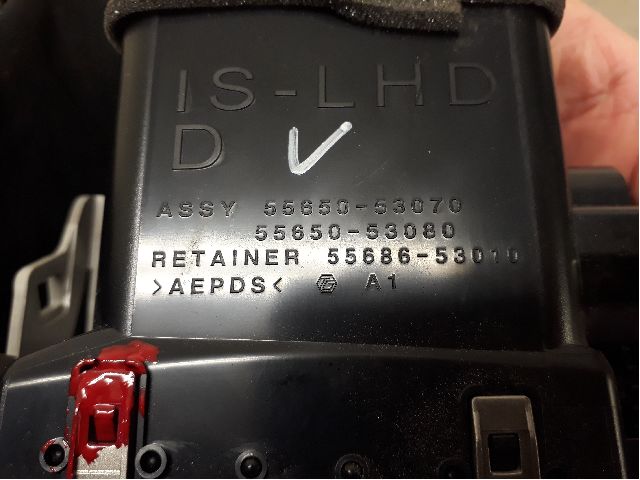 IS-LHD
D
ASSY 55650-53070
55650-53080
RETAINER 55686-53010
>AEPDS< A1